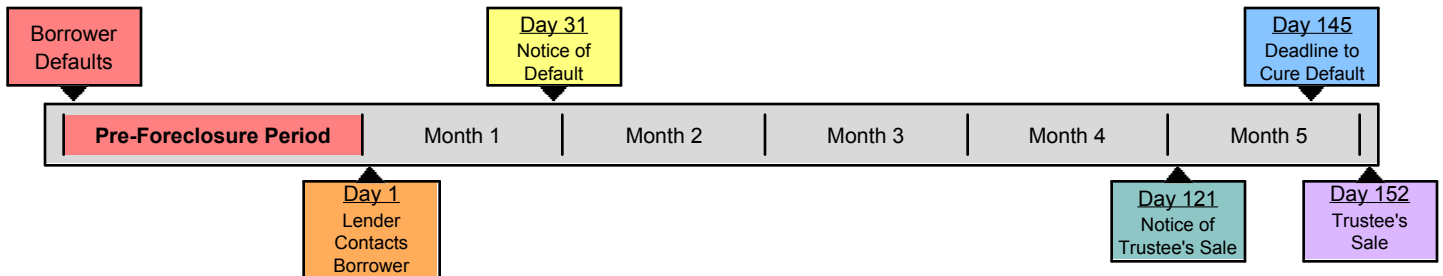 Borrower
Defaults
Day 31
Notice of
Default
Day 145
Deadline to
Cure Default
Pre-Foreclosure Period
Month 1
Month 2
Month 3
Month 4
Month 5
Day 1
Lender
Contacts
Borrower
Day 121
Notice of
Trustee's Sale
Day 152
Trustee's
Sale